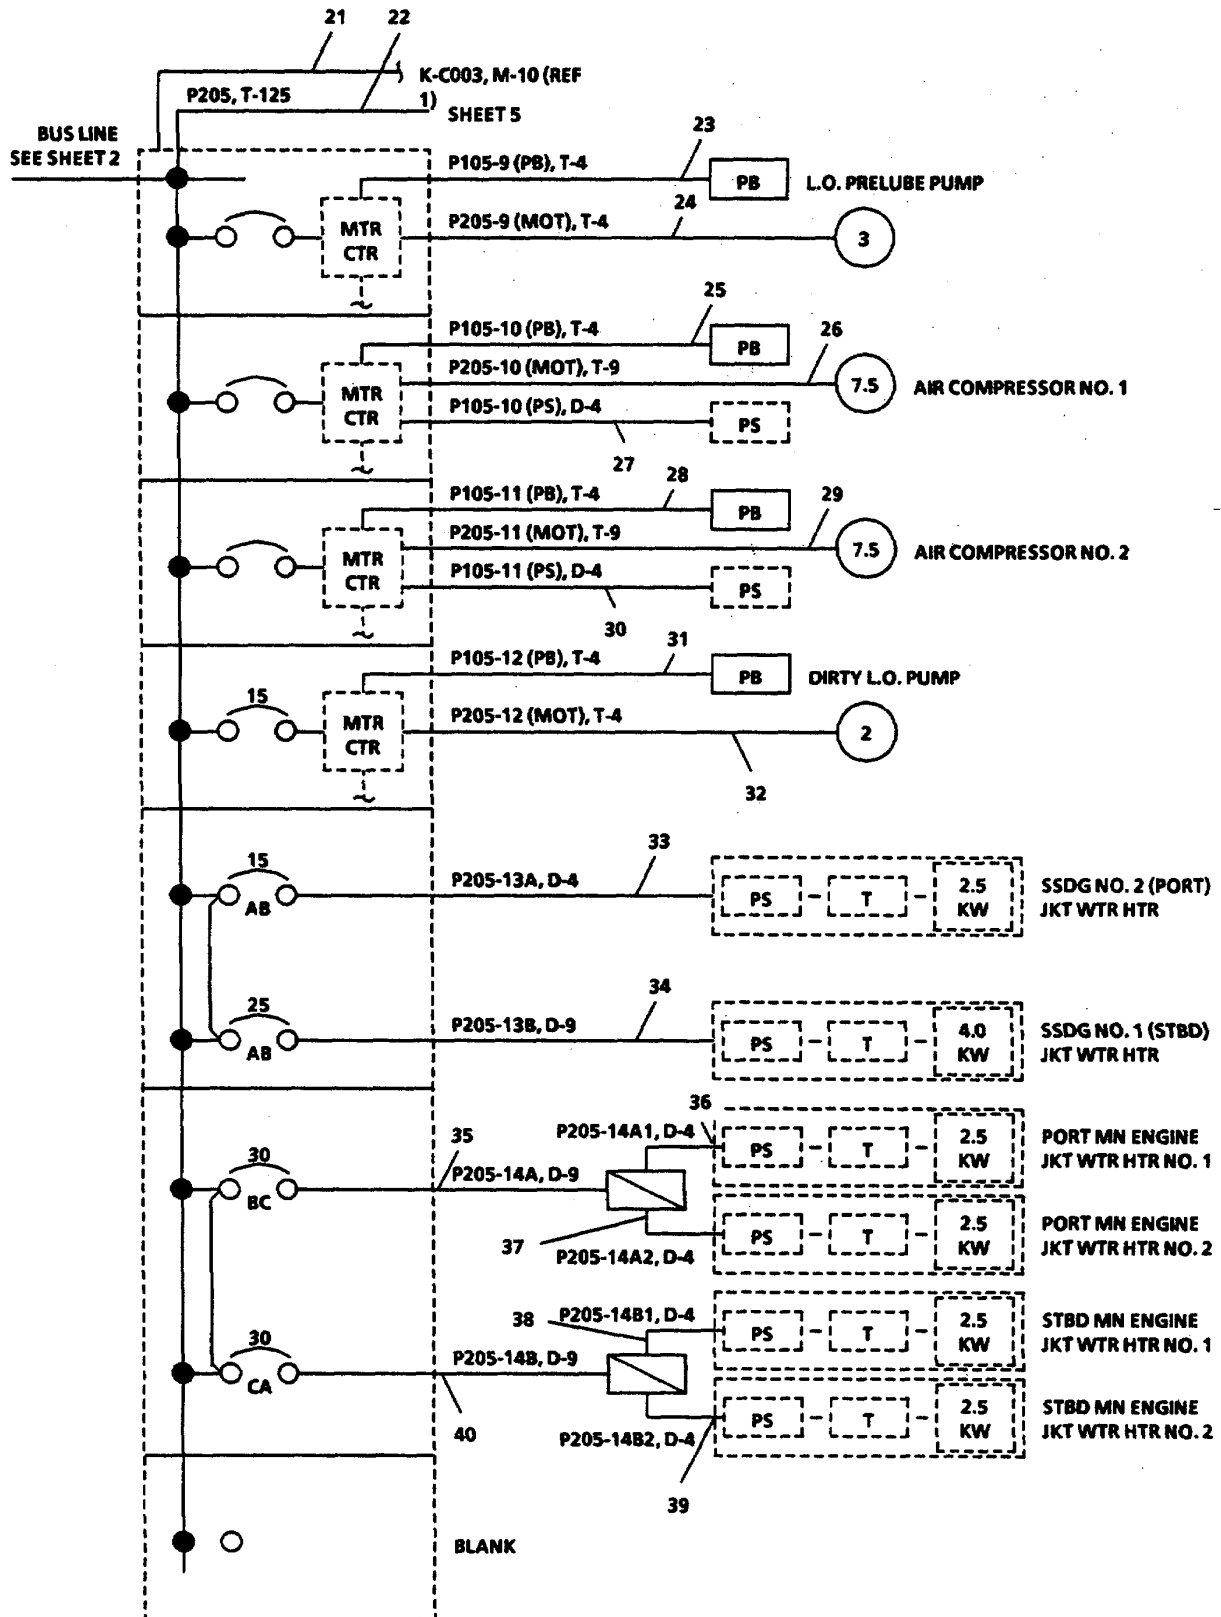 21
22
K-C003, M-10 (REF
1)
P205, T-125
SHEET 5
BUS LINE
SEE SHEET 2
23
P105-9 (PB), T-4
PB
L.O. PRELUBE PUMP
24
P205-9 (MOT), T-4
MTR
CTR
3
25
P105-10 (PB), T-4
PB
26
P205-10 (MOT), T-9
MTR
CTR
7.5
AIR COMPRESSOR NO. 1
P105-10 (PS), D-4
PS
27
28
P105-11 (PB), T-4
PB
29
P205-11 (MOT), T-9
MTR
CTR
7.5
AIR COMPRESSOR NO. 2
P105-11 (PS), D-4
PS
30
31
P105-12 (PB), T-4
PB
DIRTY L.O. PUMP
15
P205-12 (MOT), T-4
MTR
CTR
2
32
33
15
AB
P205-13A, D-4
PS
T
2.5
KW
SSDG NO. 2 (PORT)
JKT WTR HTR
34
25
AB
P205-13B, D-9
PS
T
4.0
KW
SSDG NO. 1 (STBD)
JKT WTR HTR
36
P205-14A1, D-4
PS
T
2.5
KW
PORT MN ENGINE
JKT WTR HTR NO. 1
35
30
BC
P205-14A, D-9
37
P205-14A2, D-4
PS
T
2.5
KW
PORT MN ENGINE
JKT WTR HTR NO. 2
38
P205-14B1, D-4
PS
T
2.5
KW
STBD MN ENGINE
JKT WTR HTR NO. 1
30
CA
P205-14B, D-9
40
P205-14B2, D-4
PS
T
2.5
KW
STBD MN ENGINE
JKT WTR HTR NO. 2
39
BLANK